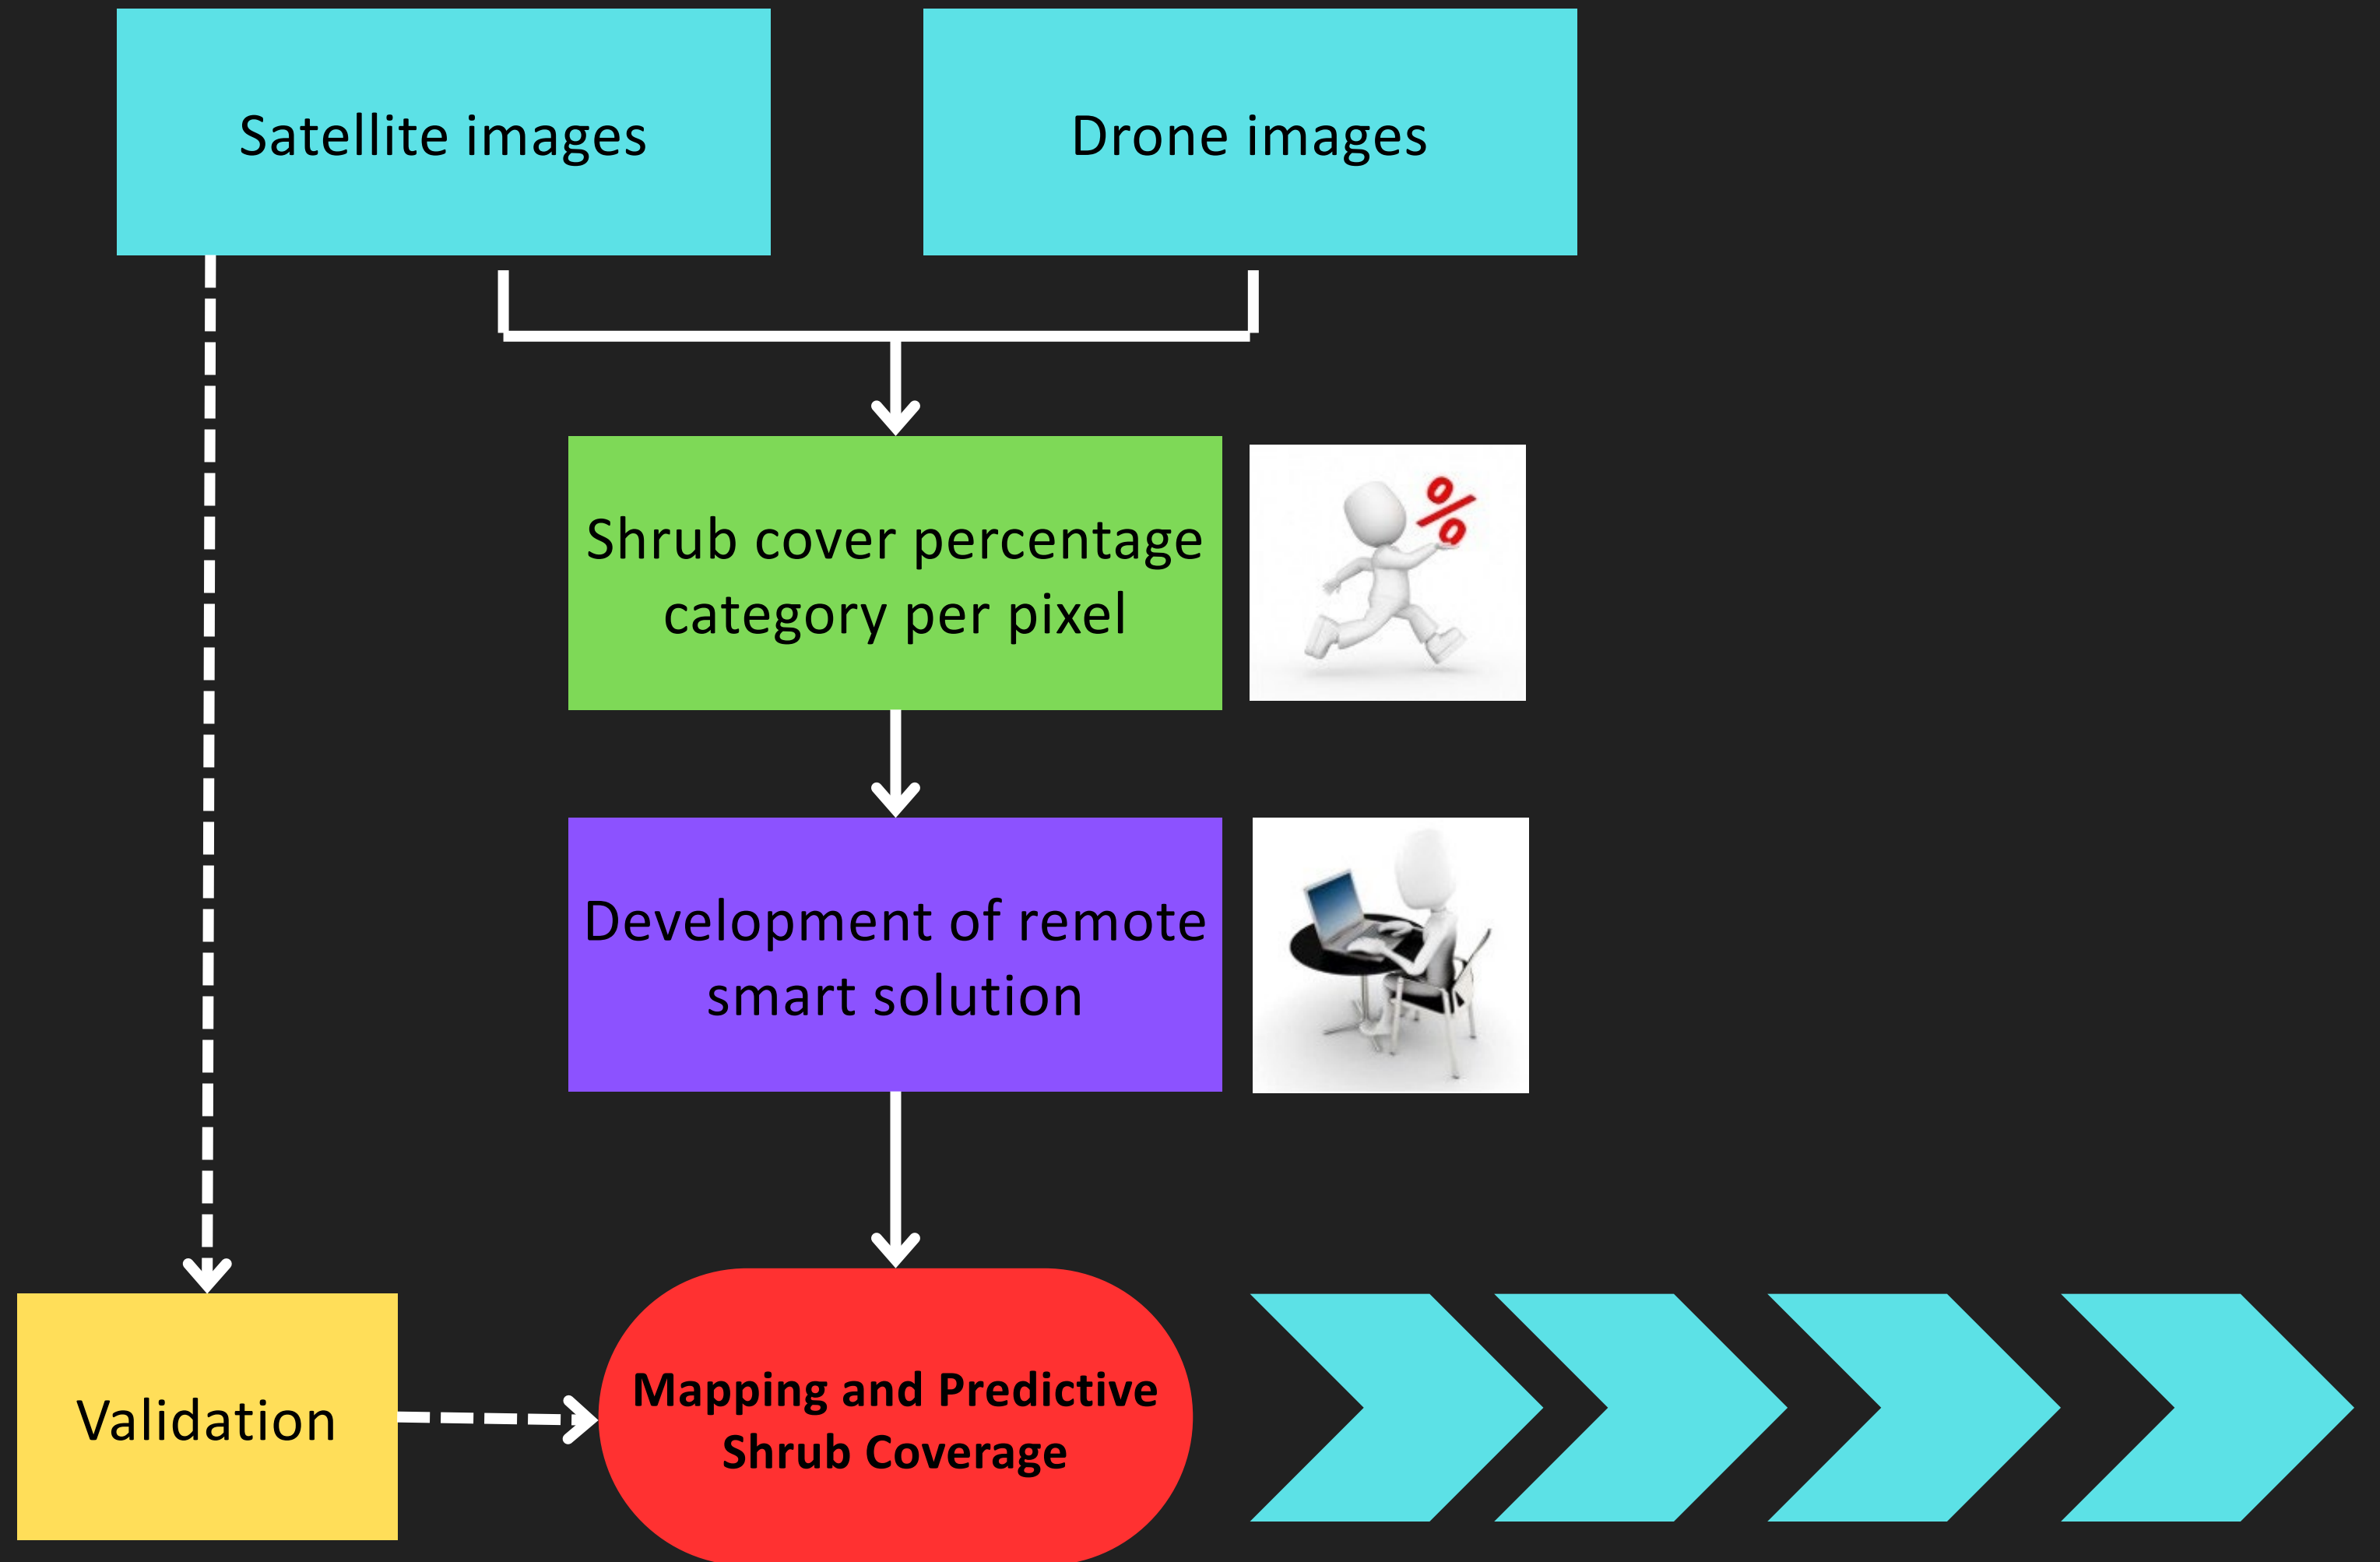 Satellite images
Drone images
Shrub cover percentage
category per pixel
%
Development of remote
smart solution
Validation
Mapping and Predictive
Shrub Coverage